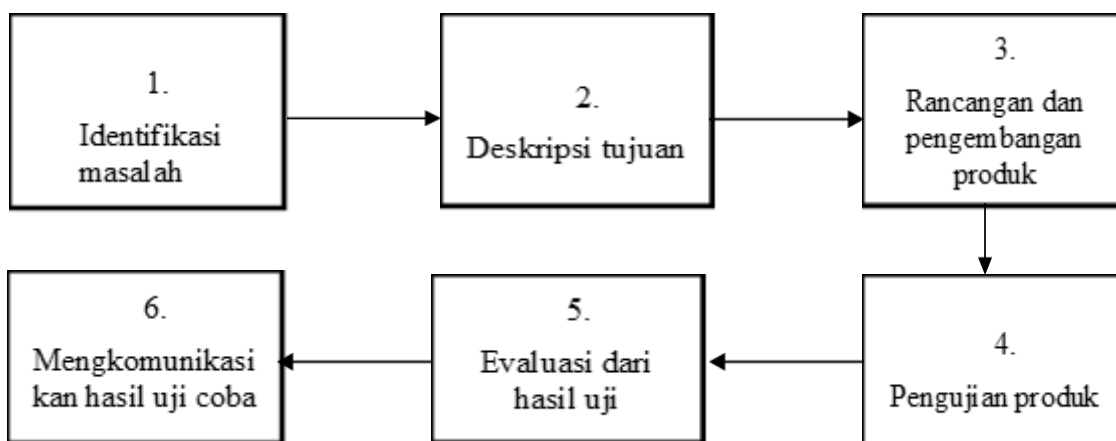 1.
Identifikasi
masalah
2.
Deskripsi tujuan
3.
Rancangan dan
pengembangan
produk
4.
Pengujian produk
5.
Evaluasi dari
hasil uji
6.
Mengkomunikasi
kan hasil uji coba